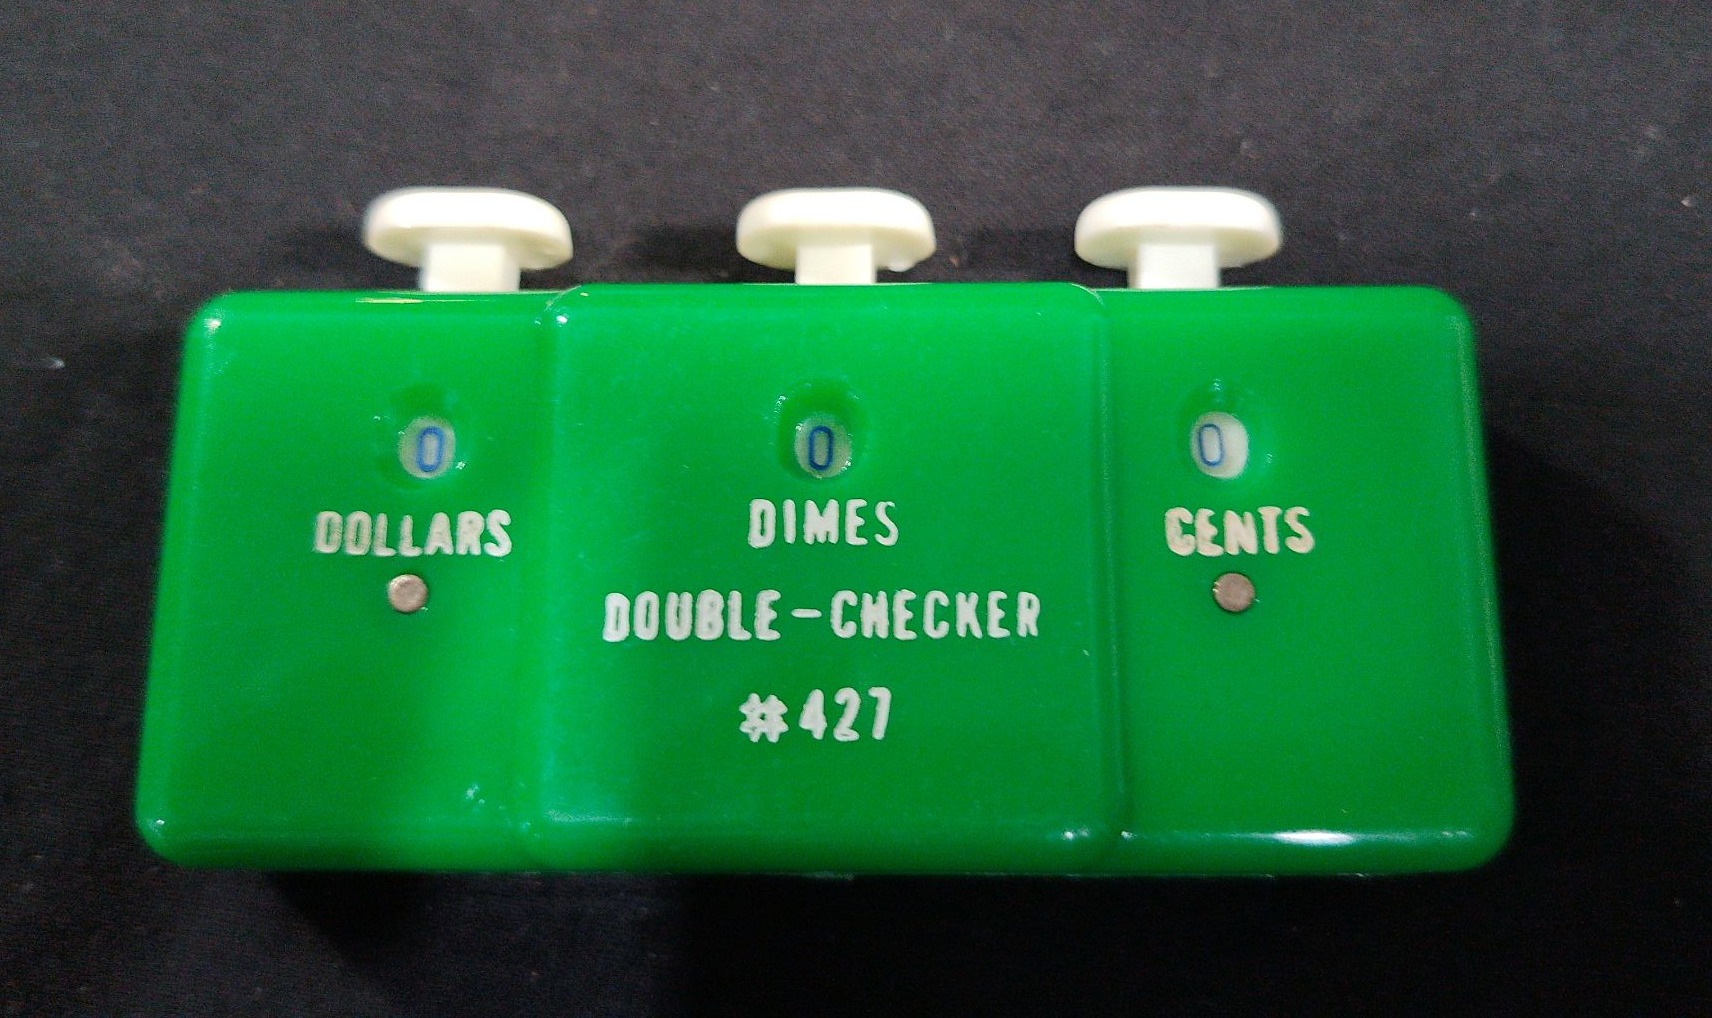 0 0 0
DOLLARS DIMES CENTS
DOUBLE-CHECKER
#427